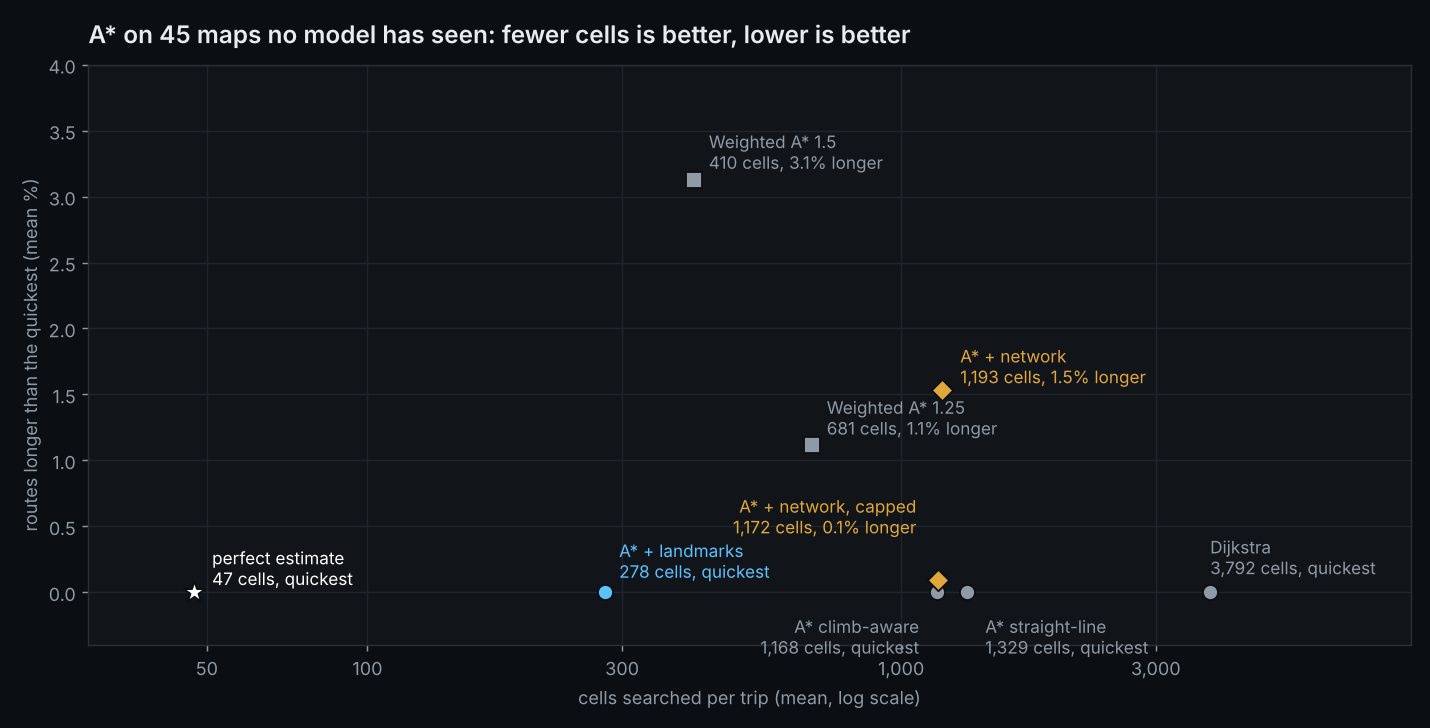 A* on 45 maps no model has seen: fewer cells is better, lower is better
routes longer than the quickest (mean %)
4.0
3.5
3.0
2.5
2.0
1.5
1.0
0.5
0.0
Weighted A* 1.5
410 cells, 3.1% longer
A* + network
1,193 cells, 1.5% longer
Weighted A* 1.25
681 cells, 1.1% longer
A* + network, capped
1,172 cells, 0.1% longer
perfect estimate
47 cells, quickest
A* + landmarks
278 cells, quickest
Dijkstra
3,792 cells, quickest
A* climb-aware
1,168 cells, quickest
A* straight-line
1,329 cells, quickest
50
100
300
1,000
3,000
cells searched per trip (mean, log scale)